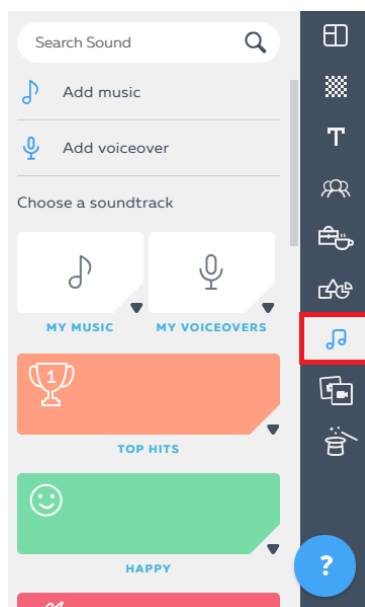 Search Sound
Add music
Add voiceover
Choose a soundtrack
MY MUSIC
MY VOICEOVERS
1
TOP HITS
HAPPY
T
?